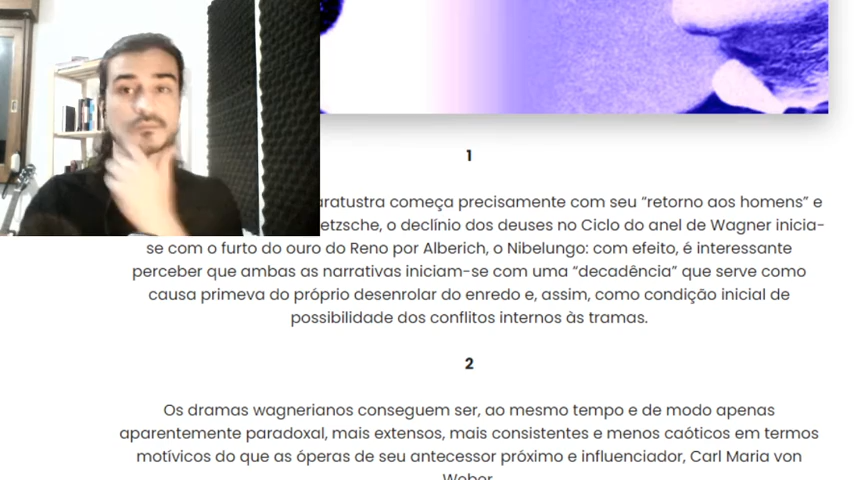 1
aratustra começa precisamente com seu “retorno aos homens” e
etzsche, o declínio dos deuses no Ciclo do anel de Wagner inicia-
se com o furto do ouro do Reno por Alberich, o Nibelungo: com efeito, é interessante
perceber que ambas as narrativas iniciam-se com uma “decadência” que serve como
causa primeva do próprio desenrolar do enredo e, assim, como condição inicial de
possibilidade dos conflitos internos às tramas.
2
Os dramas wagnerianos conseguem ser, ao mesmo tempo e de modo apenas
aparentemente paradoxal, mais extensos, mais consistentes e menos caóticos em termos
motívicos do que as óperas de seu antecessor próximo e influenciador, Carl Maria von
Weber